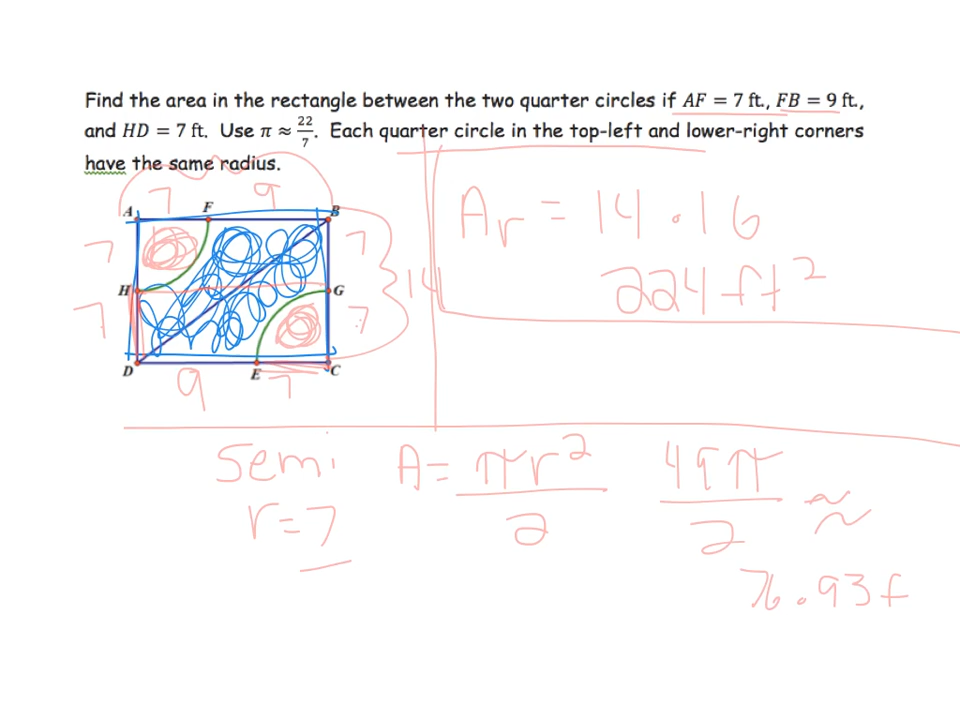 Find the area in the rectangle between the two quarter circles if AF = 7 ft., FB = 9 ft.,
and HD = 7 ft. Use π ≈ 22/7. Each quarter circle in the top-left and lower-right corners
have the same radius.
7 9
A F B
7 7
H G 14
7 7
D E C
9 7
Ar = 14 · 16
224 ft²
Semi A = πr²/2 49π/2 ≈
r = 7
76.93 f